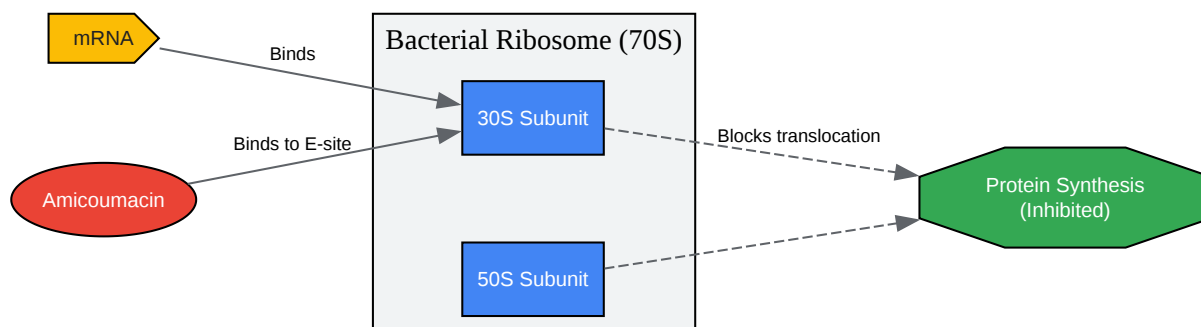 mRNA
Binds
Bacterial Ribosome (70S)
30S Subunit
Binds to E-site
Blocks translocation
Amicoumacin
Protein Synthesis
(Inhibited)
50S Subunit